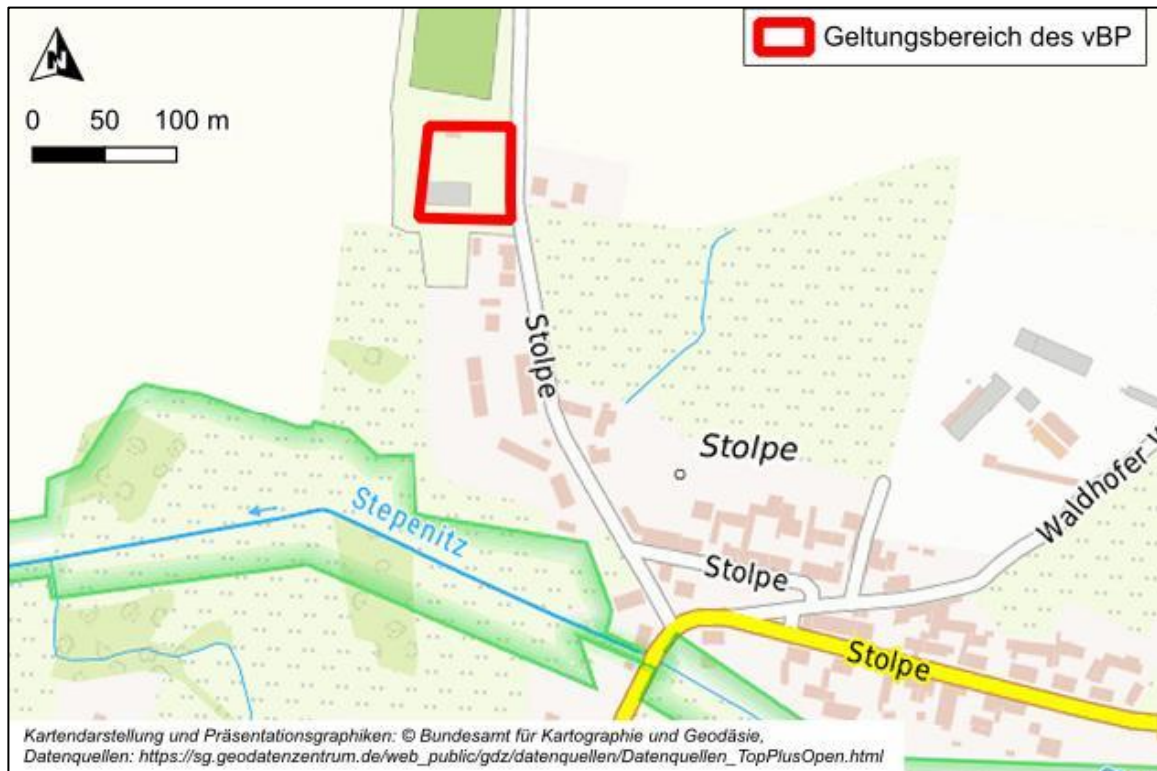 Geltungsbereich des vBP
N
0 50 100 m
Stolpe
Stolpe
Stepenitz
Waldhofer W
Stolpe
Stolpe
Kartendarstellung und Präsentationsgraphiken: © Bundesamt für Kartographie und Geodäsie,
Datenquellen: https://sg.geodatenzentrum.de/web_public/gdz/datenquellen/Datenquellen_TopPlusOpen.html